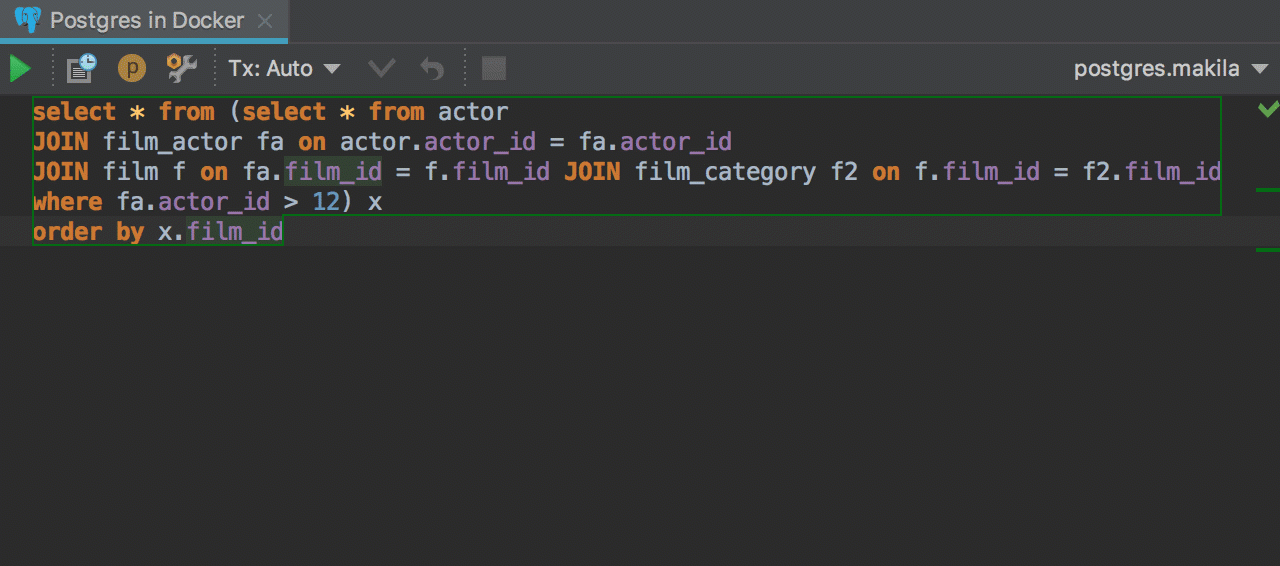 Postgres in Docker
p Tx: Auto postgres.makila
select * from (select * from actor
JOIN film_actor fa on actor.actor_id = fa.actor_id
JOIN film f on fa.film_id = f.film_id JOIN film_category f2 on f.film_id = f2.film_id
where fa.actor_id > 12) x
order by x.film_id